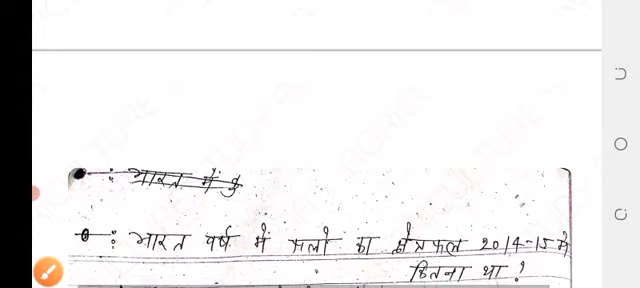 भारत में कु
भारत वर्ष में फलो का क्षेत्रफल 2014-15 मे
कितना था?